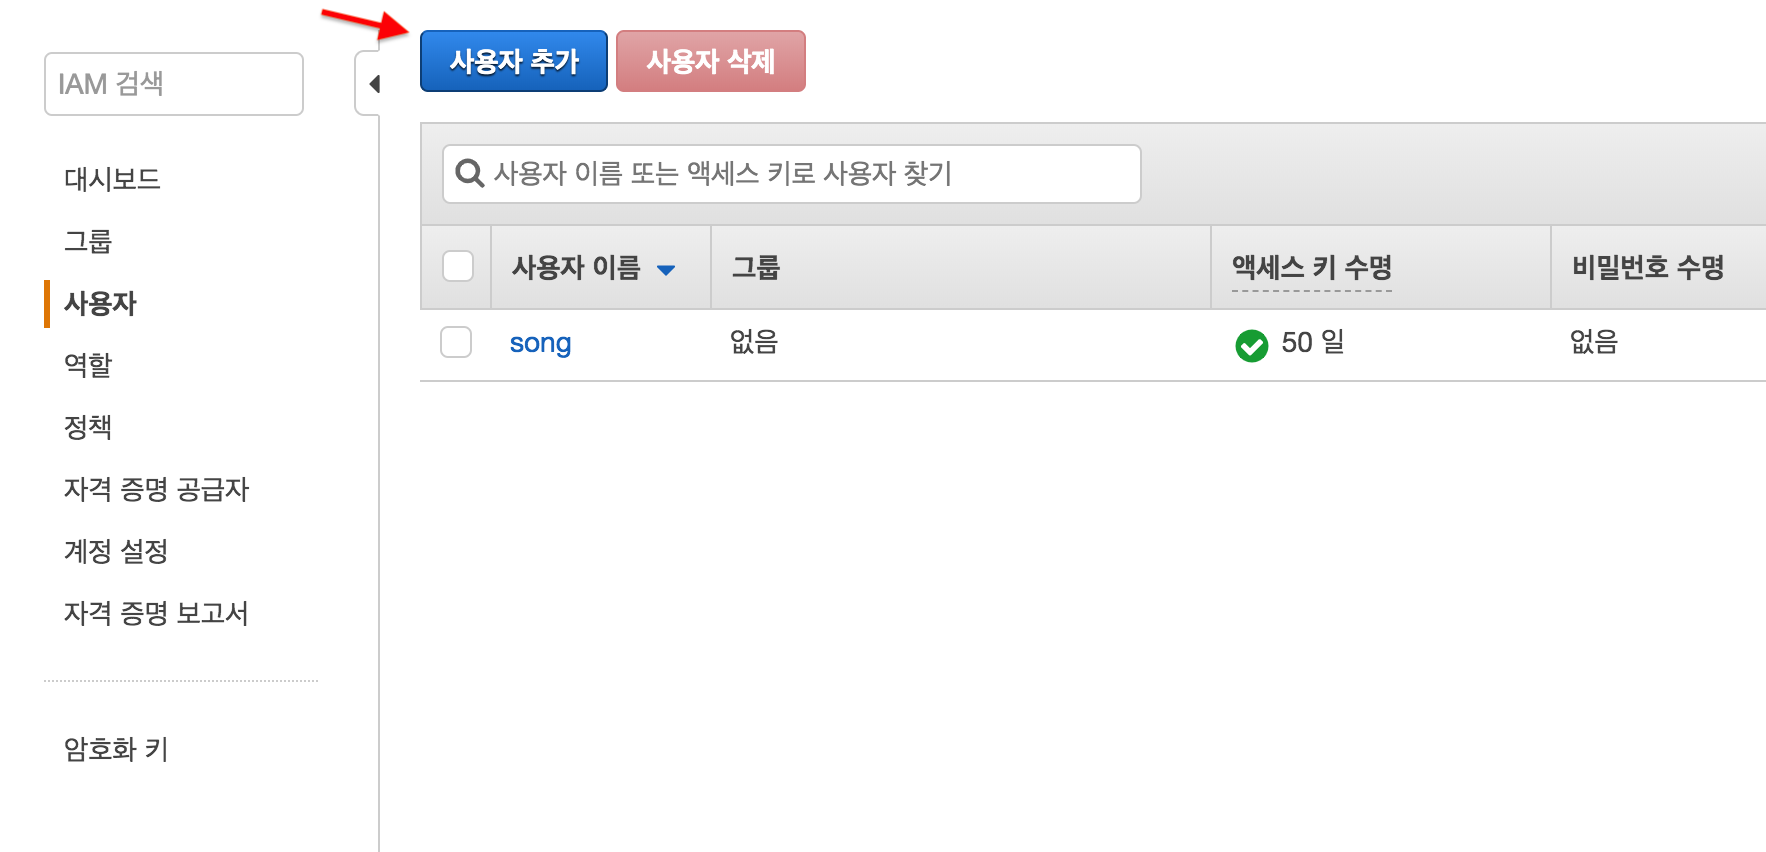 IAM 검색
대시보드
그룹
사용자
역할
정책
자격 증명 공급자
계정 설정
자격 증명 보고서
암호화 키
사용자 추가 사용자 삭제
사용자 이름 또는 액세스 키로 사용자 찾기
사용자 이름 그룹 액세스 키 수명 비밀번호 수명
song 없음 50 일 없음